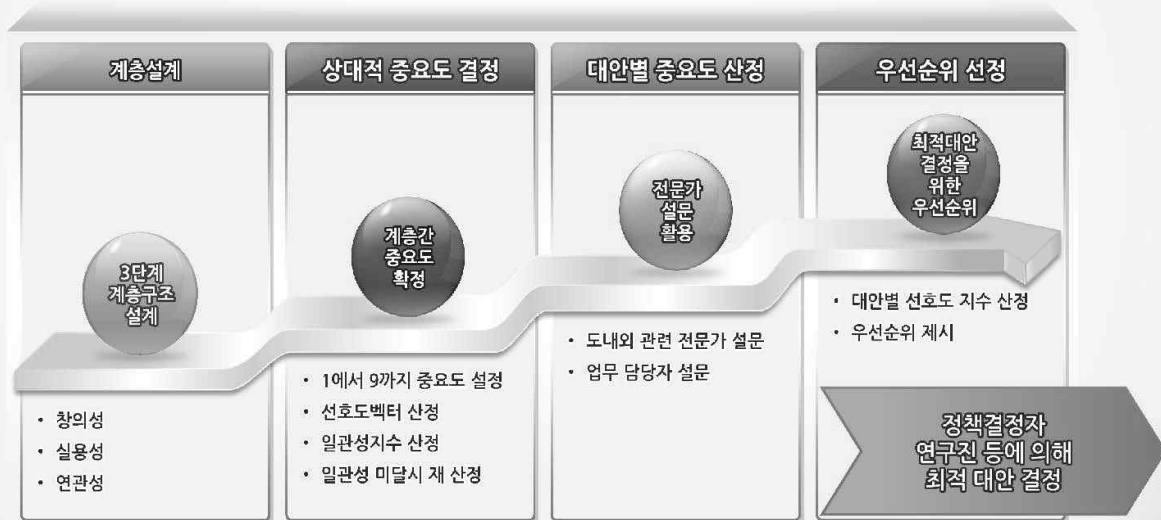 계층설계
3단계
계층구조
설계
• 창의성
• 실용성
• 연관성
상대적 중요도 결정
계층간
중요도
확정
• 1에서 9까지 중요도 설정
• 선호도벡터 산정
• 일관성지수 산정
• 일관성 미달시 재 산정
대안별 중요도 산정
전문가
설문
활용
• 도내외 관련 전문가 설문
• 업무 담당자 설문
우선순위 선정
최적대안
결정을
위한
우선순위
• 대안별 선호도 지수 산정
• 우선순위 제시
정책결정자
연구진 등에 의해
최적 대안 결정